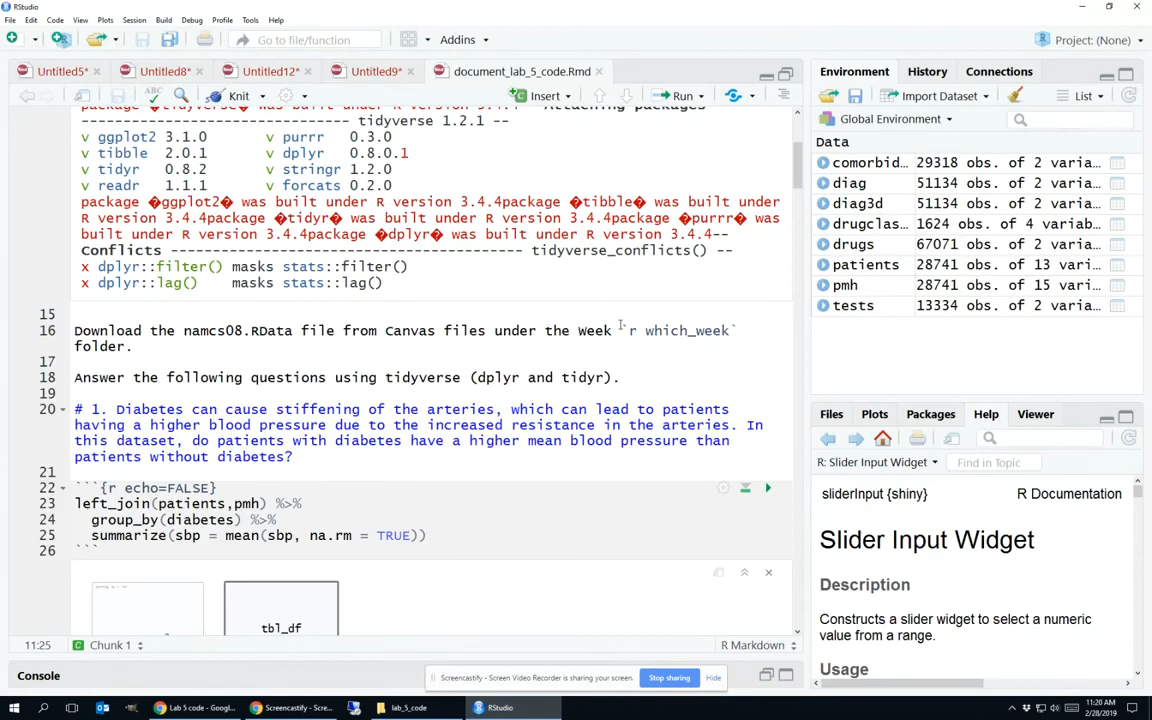 RStudio
File Edit Code View Plots Session Build Debug Profile Tools Help
Go to file/function Addins Project: (None)
Untitled5* Untitled8* Untitled12* Untitled9* document_lab_5_code.Rmd
Knit Insert Run
------------------------------- tidyverse 1.2.1 --
v ggplot2 3.1.0 v purrr 0.3.0
v tibble 2.0.1 v dplyr 0.8.0.1
v tidyr 0.8.2 v stringr 1.2.0
v readr 1.1.1 v forcats 0.2.0
package �ggplot2� was built under R version 3.4.4package �tibble� was built under
R version 3.4.4package �tidyr� was built under R version 3.4.4package �purrr� was
built under R version 3.4.4package �dplyr� was built under R version 3.4.4--
Conflicts ------------------------------------------ tidyverse_conflicts() --
x dplyr::filter() masks stats::filter()
x dplyr::lag() masks stats::lag()
15
16 Download the namcs08.RData file from Canvas files under the Week `r which_week`
folder.
17
18 Answer the following questions using tidyverse (dplyr and tidyr).
19
20 # 1. Diabetes can cause stiffening of the arteries, which can lead to patients
having a higher blood pressure due to the increased resistance in the arteries. In
this dataset, do patients with diabetes have a higher mean blood pressure than
patients without diabetes?
21
22 ```{r echo=FALSE}
23 left_join(patients,pmh) %>%
24 group_by(diabetes) %>%
25 summarize(sbp = mean(sbp, na.rm = TRUE))
26 ```
tbl_df
11:25 Chunk 1 R Markdown
Console
Environment History Connections
Import Dataset List
Global Environment
Data
comorbid… 29318 obs. of 2 varia…
diag 51134 obs. of 2 varia…
diag3d 51134 obs. of 2 varia…
drugclas… 1624 obs. of 4 variab…
drugs 67071 obs. of 2 varia…
patients 28741 obs. of 13 vari…
pmh 28741 obs. of 15 vari…
tests 13334 obs. of 2 varia…
Files Plots Packages Help Viewer
R: Slider Input Widget Find in Topic
sliderInput {shiny} R Documentation
Slider Input Widget
Description
Constructs a slider widget to select a numeric
value from a range.
Usage
Screencastify - Screen Video Recorder is sharing your screen. Stop sharing Hide
Lab 5 code - Googl... Screencastify - Scre... lab_5_code RStudio
11:20 AM
2/28/2019